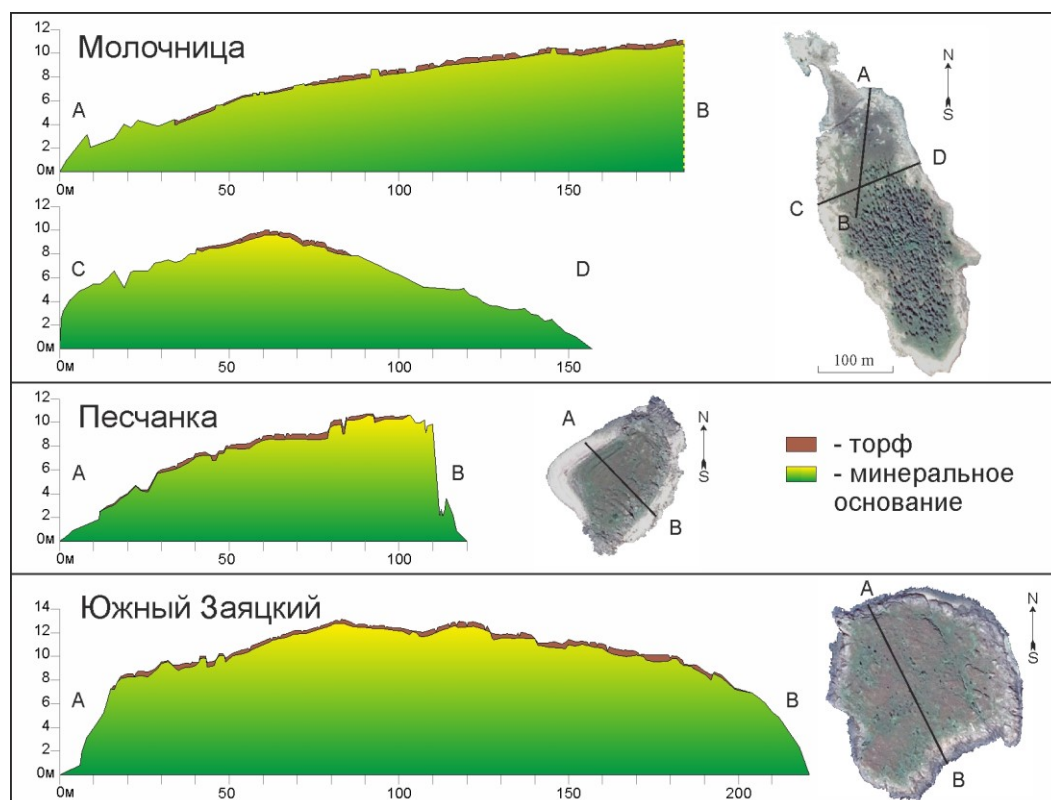 Молочница
12
10
8
6
4
2
0м
A
B
0м
50
100
150
12
10
8
6
4
2
0м
C
D
0м
50
100
150
A
N
S
D
C
B
100 m
Песчанка
12
10
8
6
4
2
0м
A
B
0м
50
100
A
N
S
B
- торф
- минеральное
основание
Южный Заяцкий
14
12
10
8
6
4
2
0м
A
B
0м
50
100
150
200
A
N
S
B